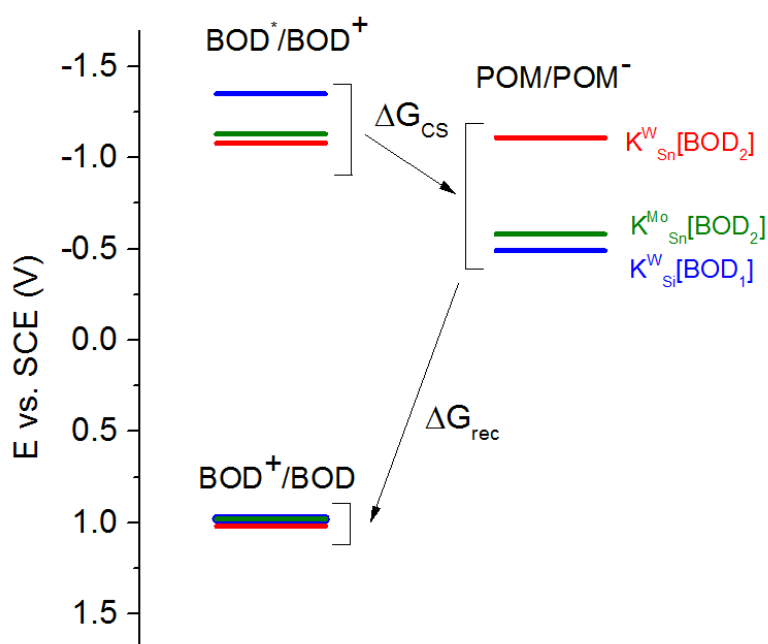 BOD*/BOD+
POM/POM-
-1.5
ΔGCS
-1.0
KWSn[BOD2]
KMoSn[BOD2]
-0.5
KWSi[BOD1]
E vs. SCE (V)
0.0
ΔGrec
0.5
BOD+/BOD
1.0
1.5